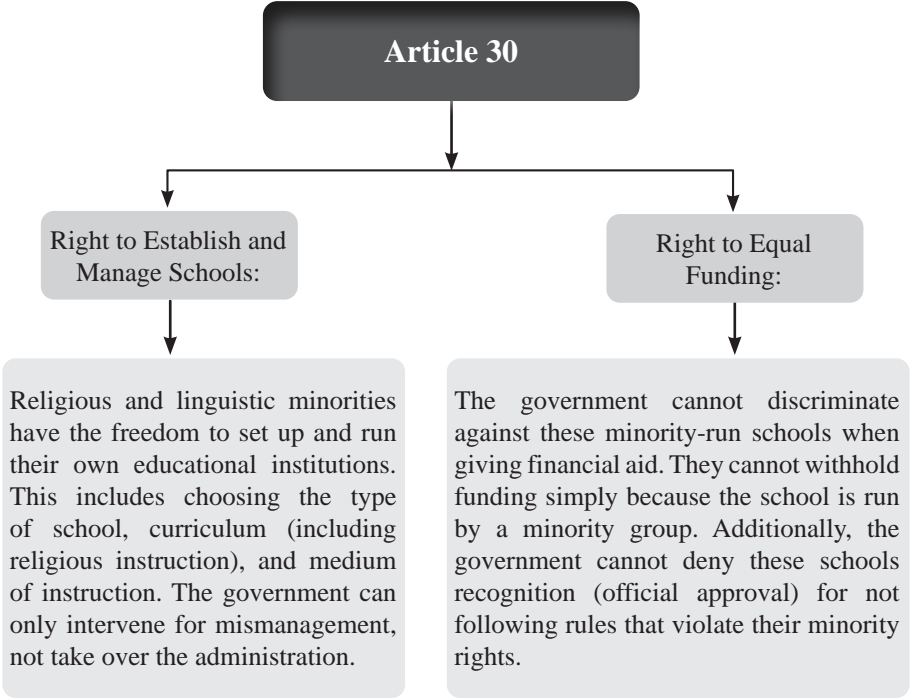 Article 30
Right to Establish and
Manage Schools:
Right to Equal
Funding:
Religious and linguistic minorities
have the freedom to set up and run
their own educational institutions.
This includes choosing the type
of school, curriculum (including
religious instruction), and medium
of instruction. The government can
only intervene for mismanagement,
not take over the administration.
The government cannot discriminate
against these minority-run schools when
giving financial aid. They cannot withhold
funding simply because the school is run
by a minority group. Additionally, the
government cannot deny these schools
recognition (official approval) for not
following rules that violate their minority
rights.